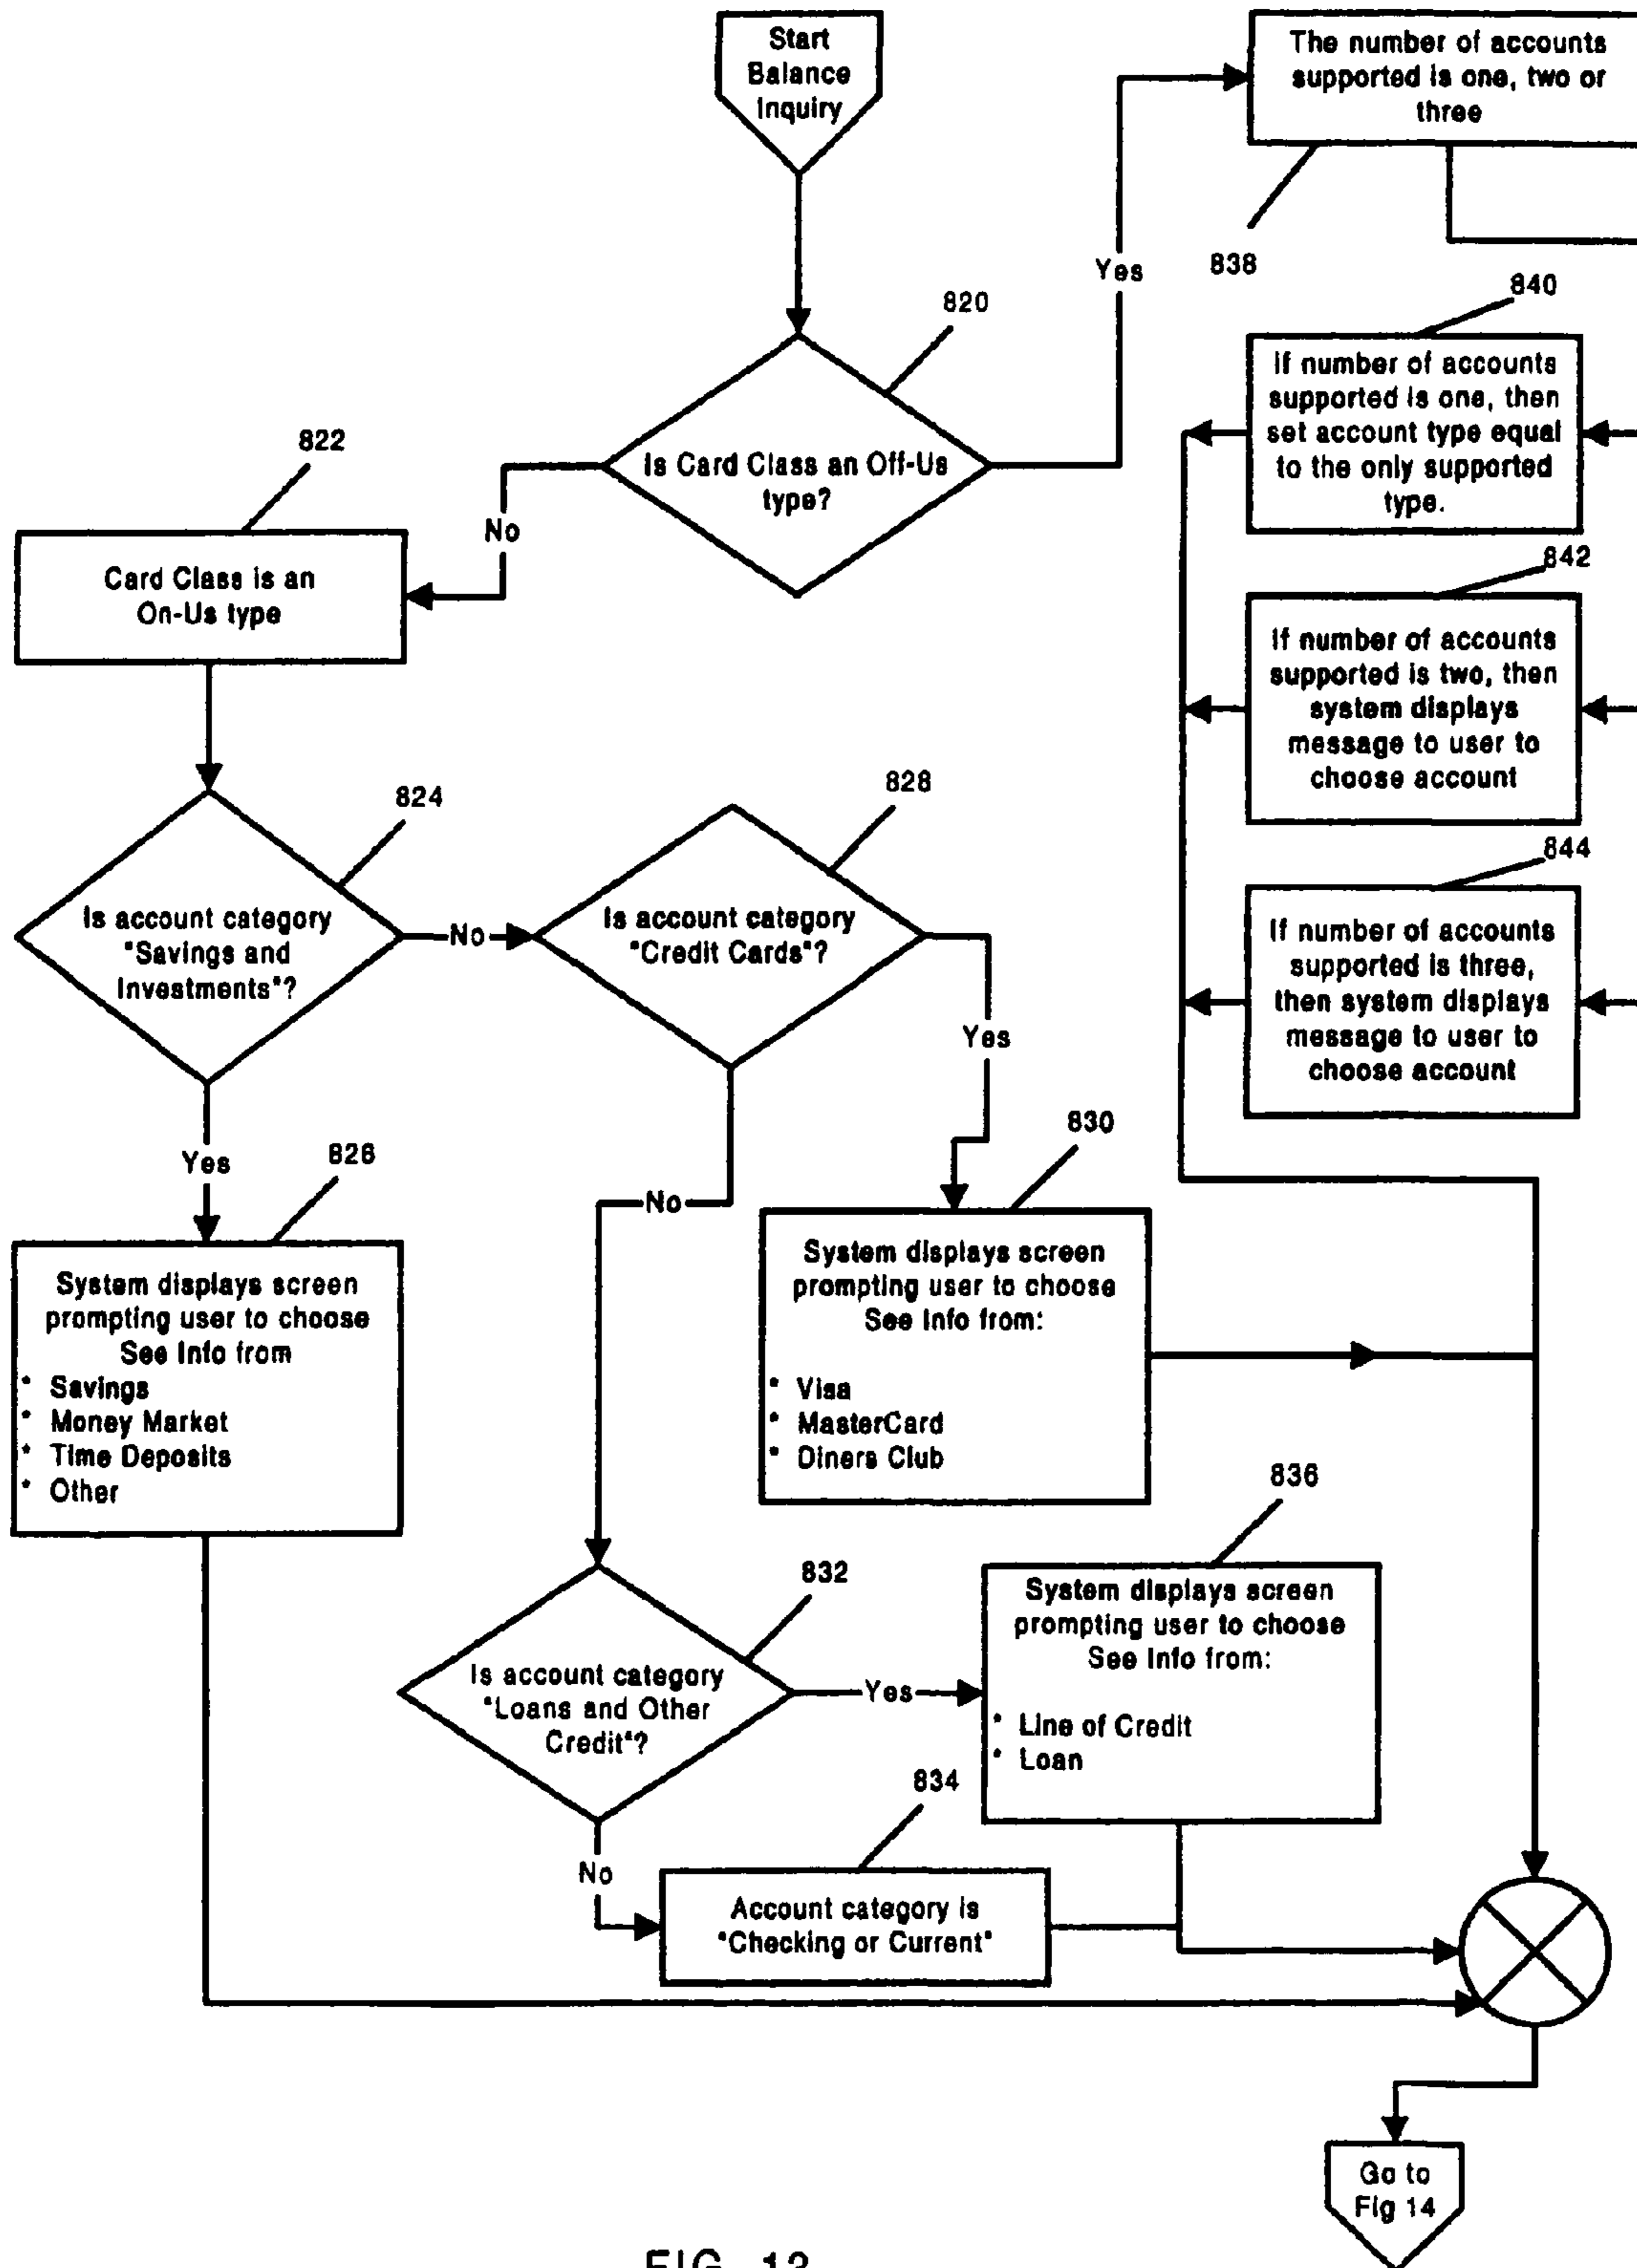 Start
Balance
Inquiry
The number of accounts
supported is one, two or
three
838
Yes
820
Is Card Class an Off-Us
type?
No
822
Card Class is an
On-Us type
840
If number of accounts
supported is one, then
set account type equal
to the only supported
type.
842
If number of accounts
supported is two, then
system displays
message to user to
choose account
844
If number of accounts
supported is three,
then system displays
message to user to
choose account
824
Is account category
"Savings and
Investments"?
No
828
Is account category
"Credit Cards"?
Yes
Yes
No
826
System displays screen
prompting user to choose
See Info from
* Savings
* Money Market
* Time Deposits
* Other
830
System displays screen
prompting user to choose
See Info from:
* Visa
* MasterCard
* Diners Club
832
Is account category
"Loans and Other
Credit"?
Yes
No
836
System displays screen
prompting user to choose
See Info from:
* Line of Credit
* Loan
834
Account category is
"Checking or Current"
Go to
Fig 14